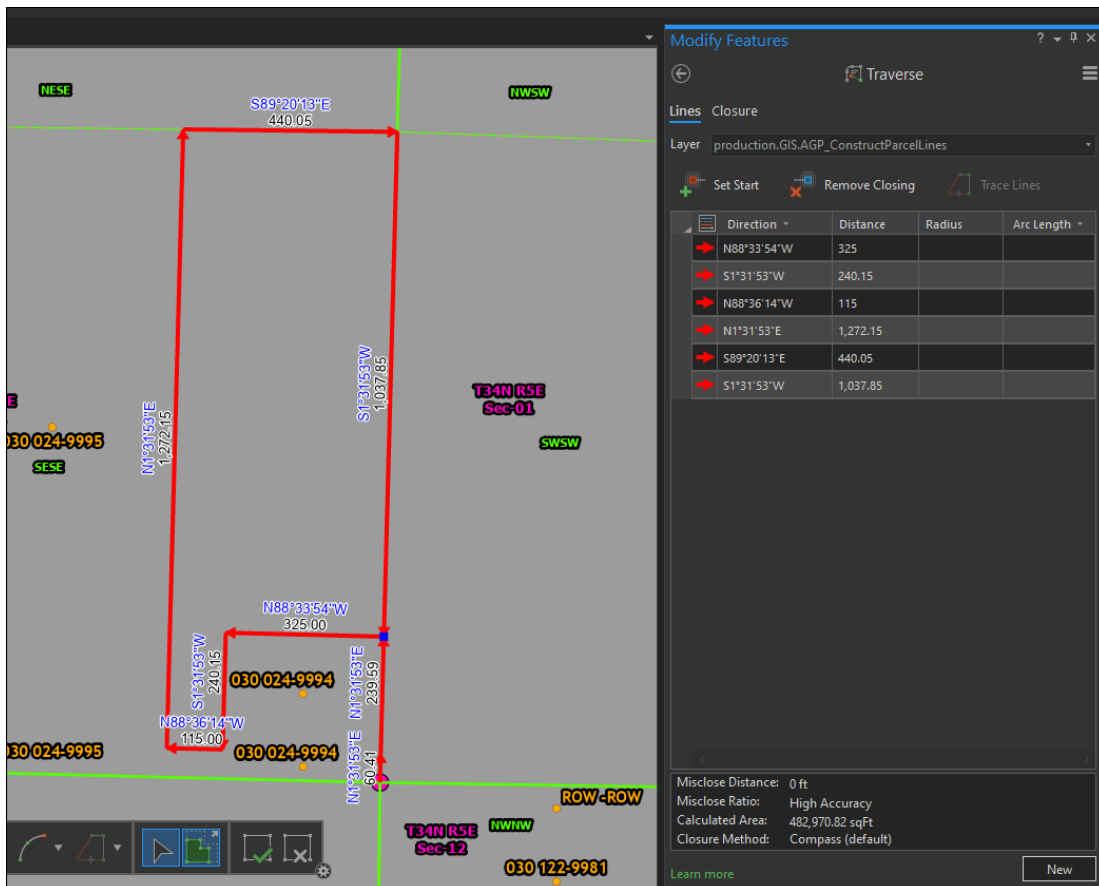 Modify Features
?
Traverse
Lines Closure
Layer production.GIS.AGP_ConstructParcelLines
Set Start Remove Closing Trace Lines
Direction Distance Radius Arc Length
N88°33'54"W 325
S1°31'53"W 240.15
N88°36'14"W 115
N1°31'53"E 1,272.15
S89°20'13"E 440.05
S1°31'53"W 1,037.85
Misclose Distance: 0 ft
Misclose Ratio: High Accuracy
Calculated Area: 482,970.82 sqFt
Closure Method: Compass (default)
Learn more
New
NESE
S89°20'13"E
440.05
NWSW
S1°31'53"W
1,037.85
T34N R5E
Sec-01
E
030 024-9995
SESE
N1°31'53"E
1,272.15
SWSW
N88°33'54"W
325.00
S1°31'53"W
240.15
030 024-9994
N1°31'53"E
239.59
N88°36'14"W
115.00
030 024-9995
030 024-9994
N1°31'53"E
60.41
ROW -ROW
T34N R5E
Sec-12
NWNW
030 122-9981